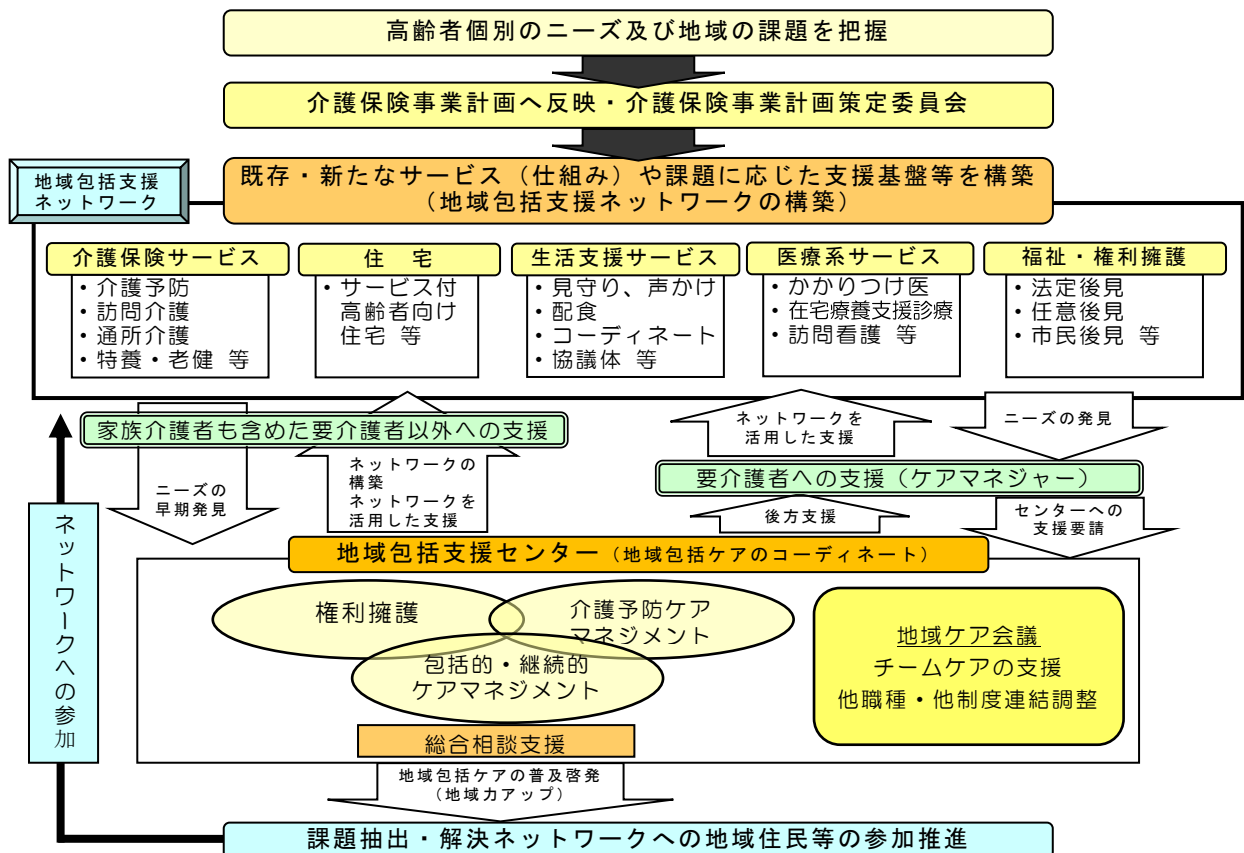 高齢者個別のニーズ及び地域の課題を把握
介護保険事業計画へ反映・介護保険事業計画策定委員会
地域包括支援
ネットワーク
既存・新たなサービス（仕組み）や課題に応じた支援基盤等を構築
（地域包括支援ネットワークの構築）
介護保険サービス
・介護予防
・訪問介護
・通所介護
・特養・老健 等
住 宅
・サービス付
高齢者向け
住宅 等
生活支援サービス
・見守り、声かけ
・配食
・コーディネート
・協議体 等
医療系サービス
・かかりつけ医
・在宅療養支援診療
・訪問看護 等
福祉・権利擁護
・法定後見
・任意後見
・市民後見 等
家族介護者も含めた要介護者以外への支援
ネットワークを
活用した支援
ニーズの発見
ニーズの
早期発見
ネットワークの
構築
ネットワークを
活用した支援
要介護者への支援（ケアマネジャー）
後方支援
センターへの
支援要請
ネットワークへの参加
地域包括支援センター（地域包括ケアのコーディネート）
権利擁護
介護予防ケア
マネジメント
包括的・継続的
ケアマネジメント
地域ケア会議
チームケアの支援
他職種・他制度連結調整
総合相談支援
地域包括ケアの普及啓発
（地域力アップ）
課題抽出・解決ネットワークへの地域住民等の参加推進